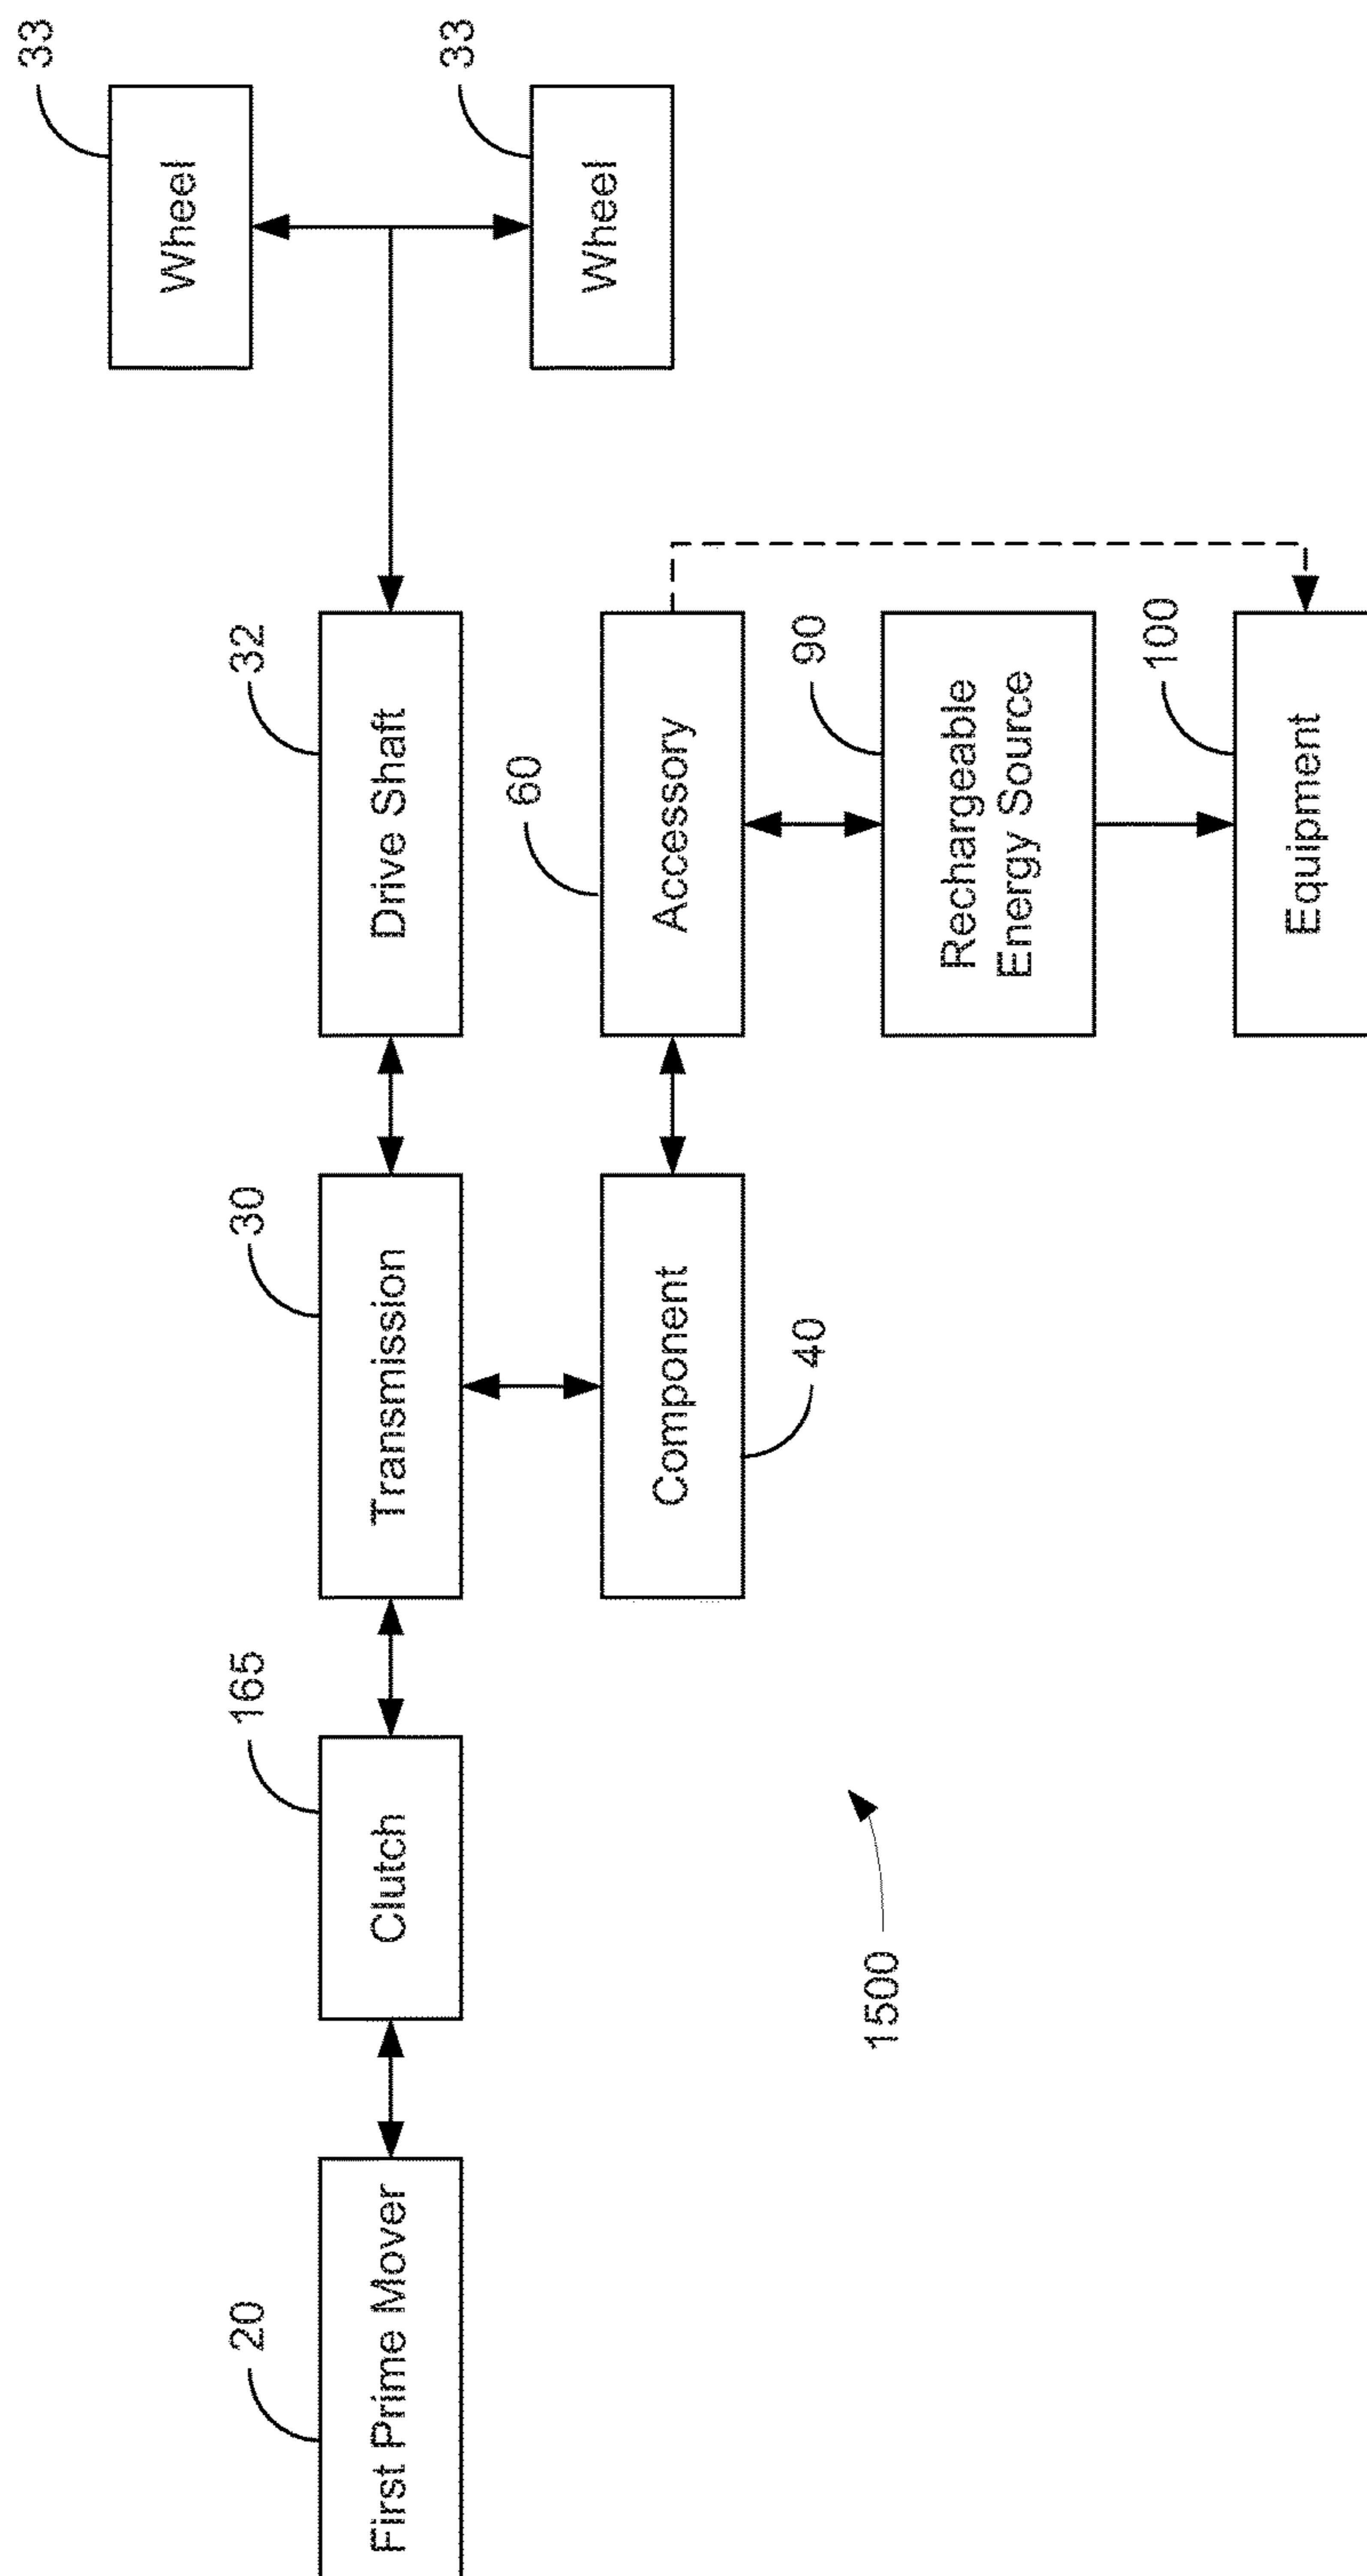 33
Wheel
33
Wheel
20
First Prime Mover
165
Clutch
30
Transmission
32
Drive Shaft
Component
40
60
Accessory
90
Rechargeable
Energy Source
100
Equipment
1500